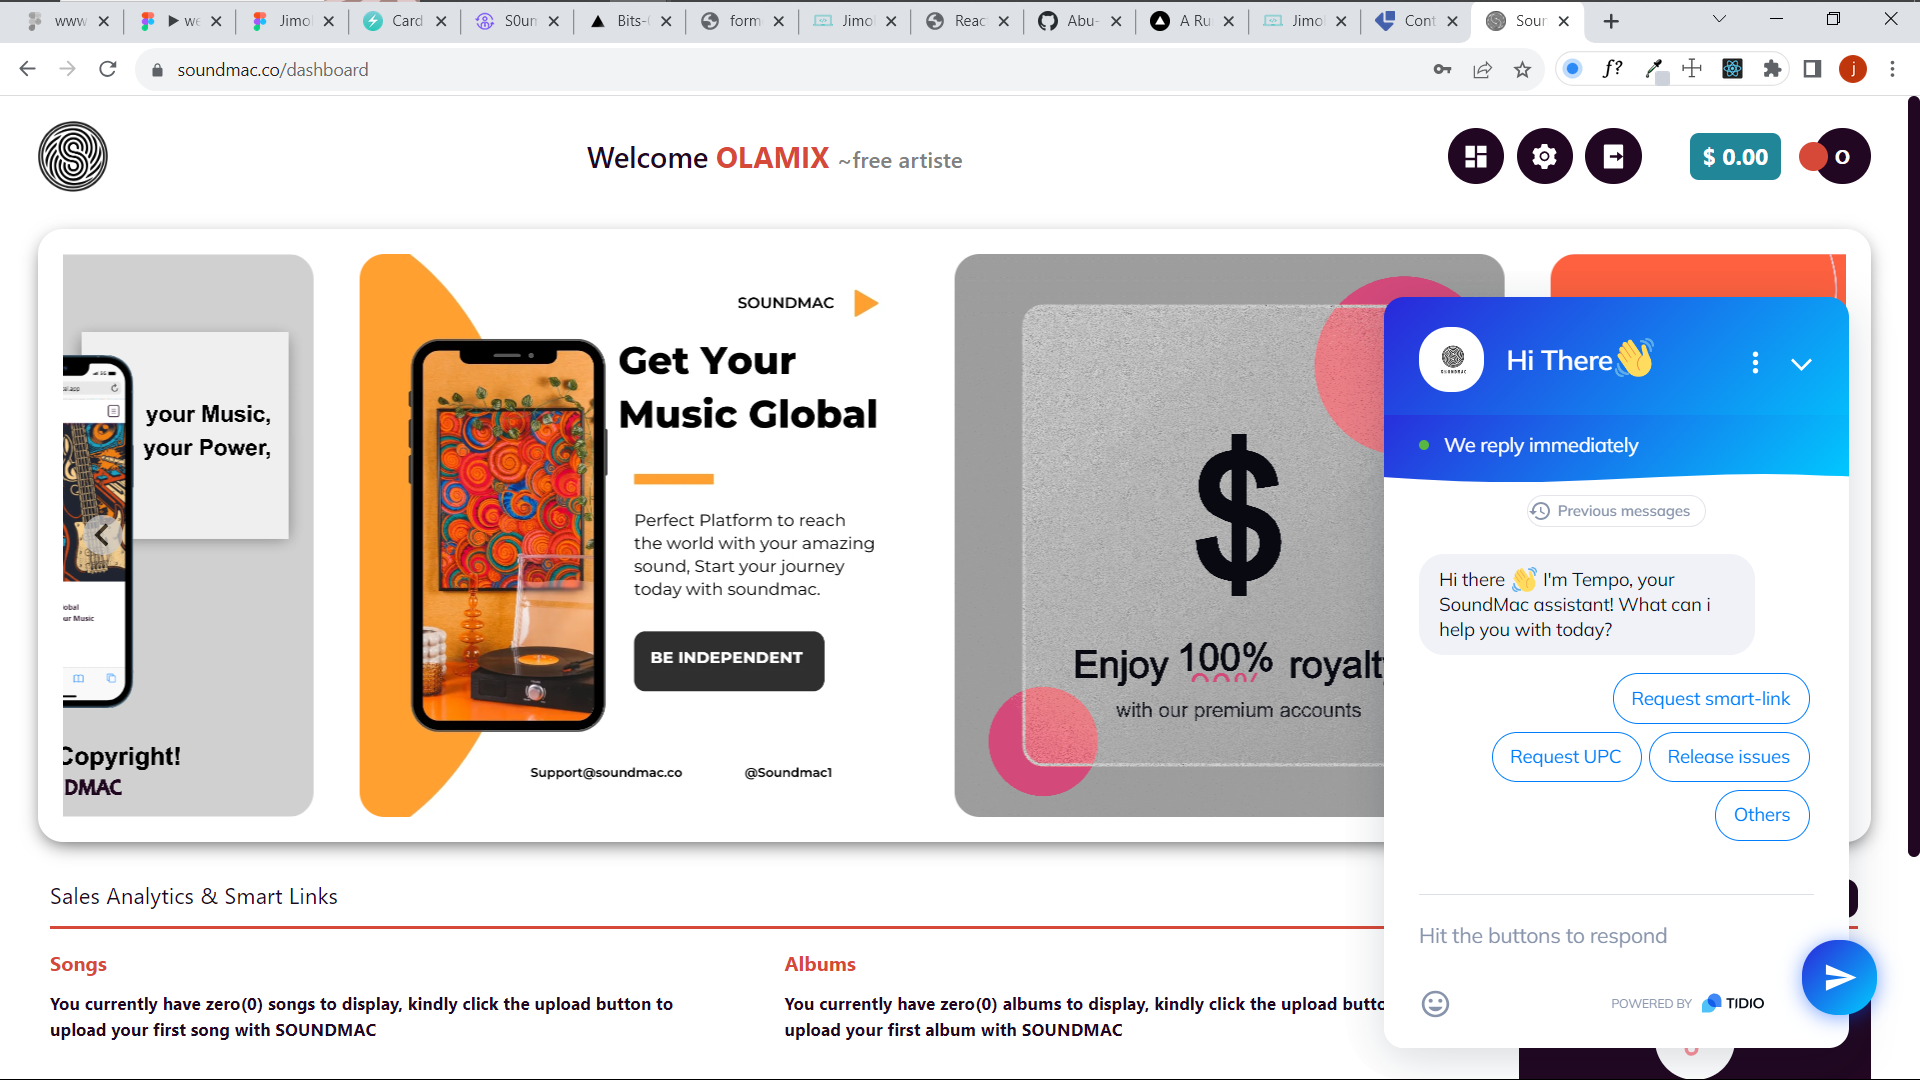 www
we
Jimo
Card
S0un
Bits-
form
Jimo
Reac
Abu-
A Ru
Jimo
Cont
Soun
soundmac.co/dashboard
f?
j
Welcome OLAMIX ~free artiste
$ 0.00
O
your Music,
your Power,
Copyright!
DMAC
SOUNDMAC
Get Your
Music Global
Perfect Platform to reach
the world with your amazing
sound, Start your journey
today with soundmac.
BE INDEPENDENT
Support@soundmac.co
@Soundmac1
$
Enjoy 100% royalty
with our premium accounts
Hi There👋
We reply immediately
Previous messages
Hi there 👋 I'm Tempo, your
SoundMac assistant! What can i
help you with today?
Request smart-link
Request UPC
Release issues
Others
Hit the buttons to respond
POWERED BY TIDIO
Sales Analytics & Smart Links
Songs
You currently have zero(0) songs to display, kindly click the upload button to
upload your first song with SOUNDMAC
Albums
You currently have zero(0) albums to display, kindly click the upload butto
upload your first album with SOUNDMAC